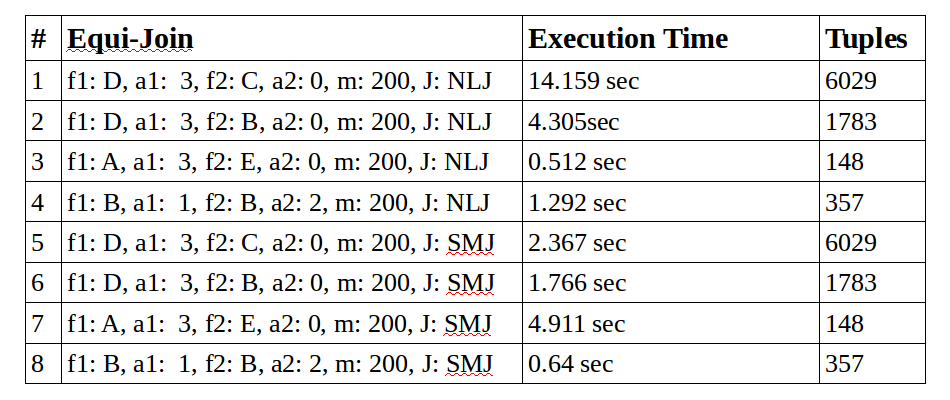 # Equi-Join Execution Time Tuples
1 f1: D, a1:  3, f2: C, a2: 0, m: 200, J: NLJ 14.159 sec 6029
2 f1: D, a1:  3, f2: B, a2: 0, m: 200, J: NLJ 4.305sec 1783
3 f1: A, a1:  3, f2: E, a2: 0, m: 200, J: NLJ 0.512 sec 148
4 f1: B, a1:  1, f2: B, a2: 2, m: 200, J: NLJ 1.292 sec 357
5 f1: D, a1:  3, f2: C, a2: 0, m: 200, J: SMJ 2.367 sec 6029
6 f1: D, a1:  3, f2: B, a2: 0, m: 200, J: SMJ 1.766 sec 1783
7 f1: A, a1:  3, f2: E, a2: 0, m: 200, J: SMJ 4.911 sec 148
8 f1: B, a1:  1, f2: B, a2: 2, m: 200, J: SMJ 0.64 sec 357